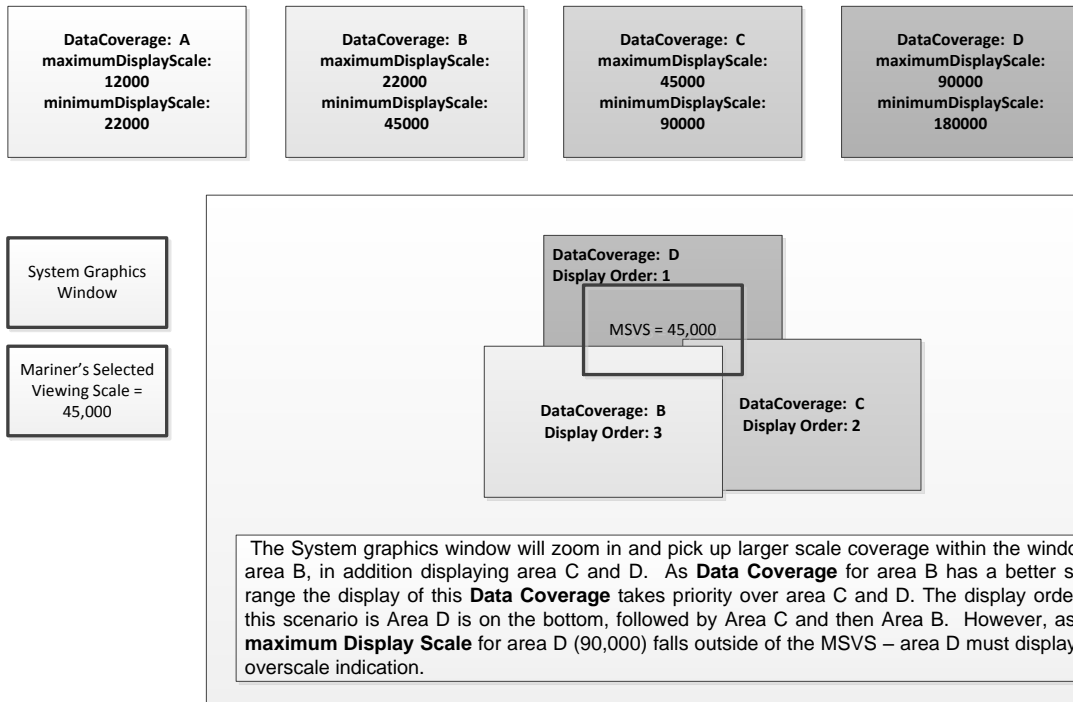 DataCoverage: A
maximumDisplayScale:
12000
minimumDisplayScale:
22000
DataCoverage: B
maximumDisplayScale:
22000
minimumDisplayScale:
45000
DataCoverage: C
maximumDisplayScale:
45000
minimumDisplayScale:
90000
DataCoverage: D
maximumDisplayScale:
90000
minimumDisplayScale:
180000
System Graphics
Window
Mariner's Selected
Viewing Scale =
45,000
DataCoverage: D
Display Order: 1
MSVS = 45,000
DataCoverage: B
Display Order: 3
DataCoverage: C
Display Order: 2
The System graphics window will zoom in and pick up larger scale coverage within the
area B, in addition displaying area C and D. As Data Coverage for area B has a better
range the display of this Data Coverage takes priority over area C and D. The display
this scenario is Area D is on the bottom, followed by Area C and then Area B. However, as
maximum Display Scale for area D (90,000) falls outside of the MSVS – area D must display
overscale indication.